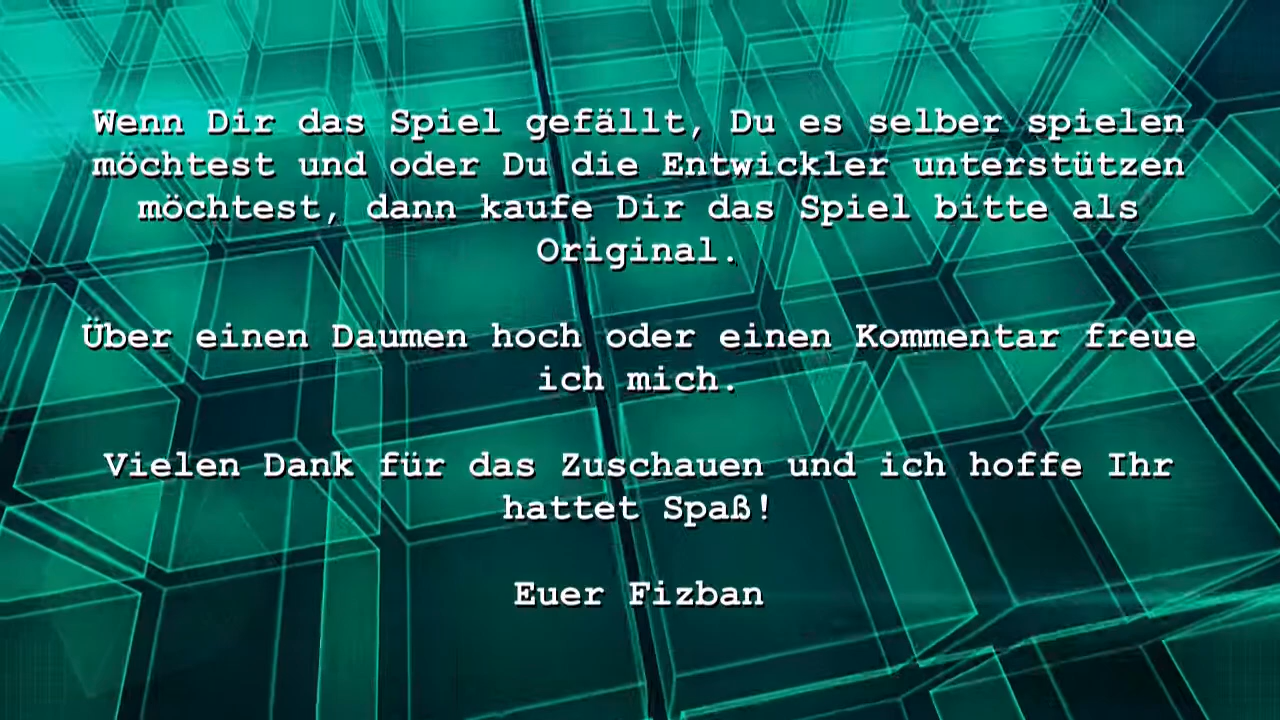 Wenn Dir das Spiel gefällt, Du es selber spielen
möchtest und oder Du die Entwickler unterstützen
möchtest, dann kaufe Dir das Spiel bitte als
Original.
Über einen Daumen hoch oder einen Kommentar freue
ich mich.
Vielen Dank für das Zuschauen und ich hoffe Ihr
hattet Spaß!
Euer Fizban